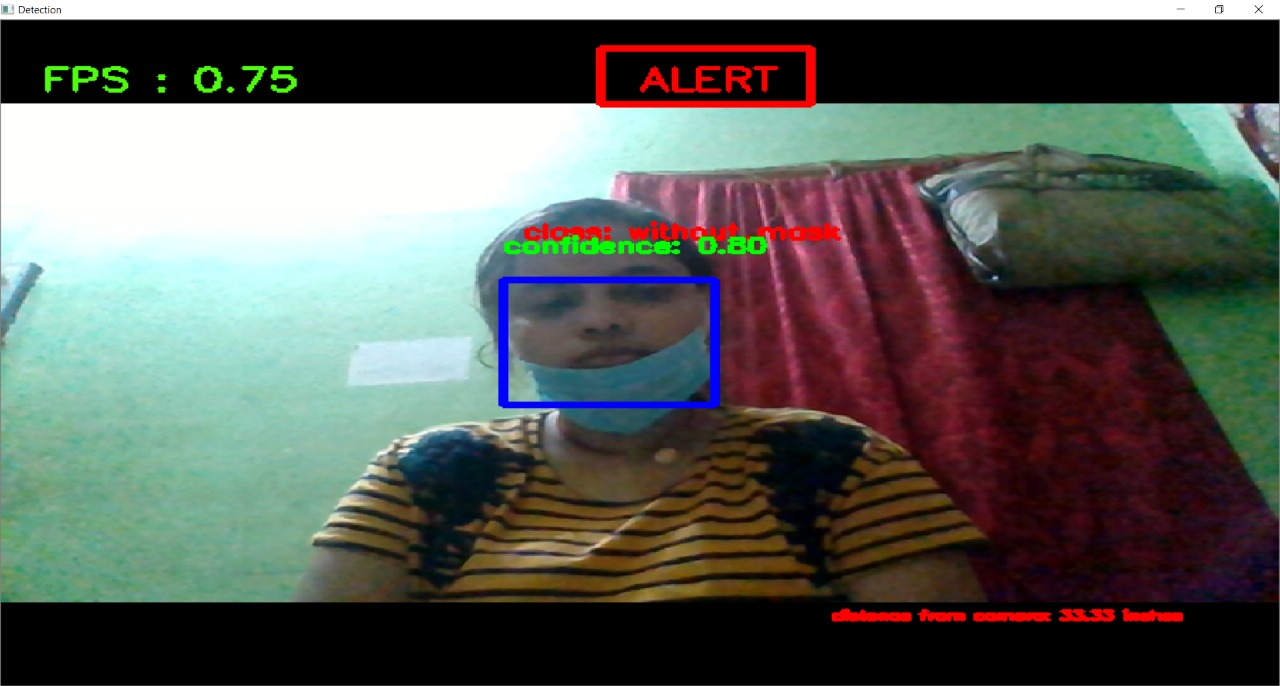 Detection
FPS : 0.75
ALERT
class: without mask
confidence: 0.80
distance from camera: 33.33 inches